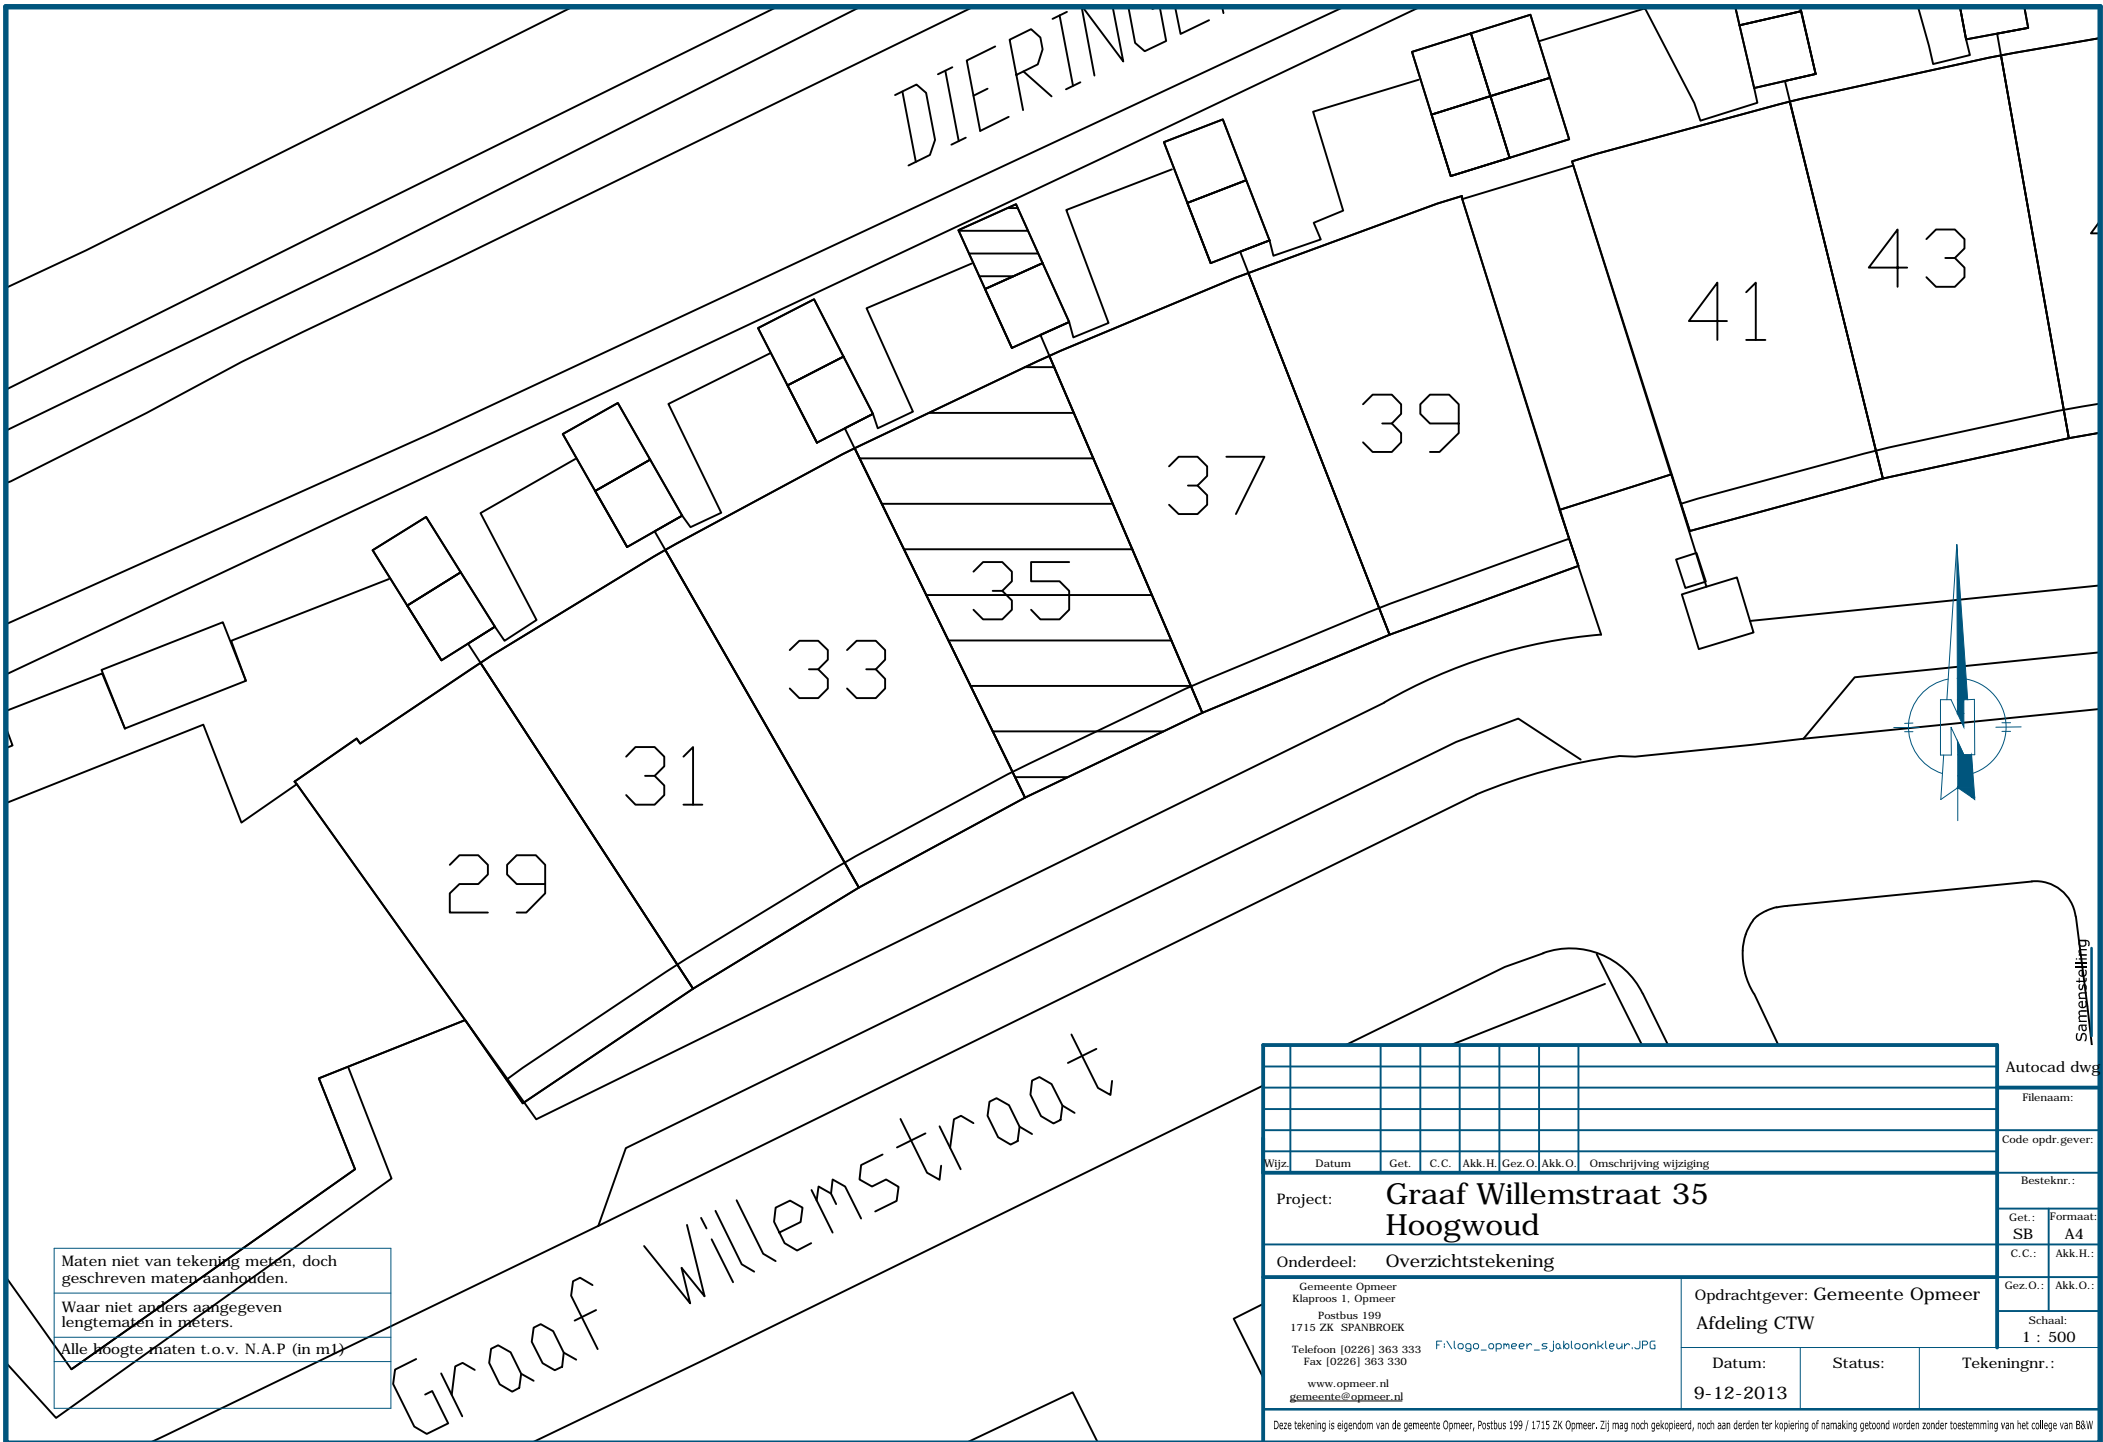 43
41
39
37
35
33
31
29
Graaf Willemstraat
Samenstelling
Maten niet van tekening meten, doch
geschreven maten aanhouden.
Waar niet anders aangegeven
lengtematen in meters.
Alle hoogte maten t.o.v. N.A.P (in m1)
Autocad dwg
Filenaam:
Code opdr.gever:
Besteknr.:
Get.: Formaat:
SB A4
C.C.: Akk.H.:
Gez.O.: Akk.O.:
Schaal:
1 : 500
Wijz. Datum Get. C.C. Akk.H. Gez.O. Akk.O. Omschrijving wijziging
Project: Graaf Willemstraat 35
Hoogwoud
Onderdeel: Overzichtstekening
Gemeente Opmeer
Klaproos 1, Opmeer
Postbus 199
1715 ZK SPANBROEK
Telefoon [0226] 363 333
Fax [0226] 363 330
www.opmeer.nl
gemeente@opmeer.nl
F:\logo_opmeer_sjabloonkleur.JPG
Opdrachtgever: Gemeente Opmeer
Afdeling CTW
Datum: Status: Tekeningnr.:
9-12-2013
Deze tekening is eigendom van de gemeente Opmeer, Postbus 199 / 1715 ZK Opmeer. Zij mag noch gekopieerd, noch aan derden ter kopiering of namaking getoond worden zonder toestemming van het college van B&W